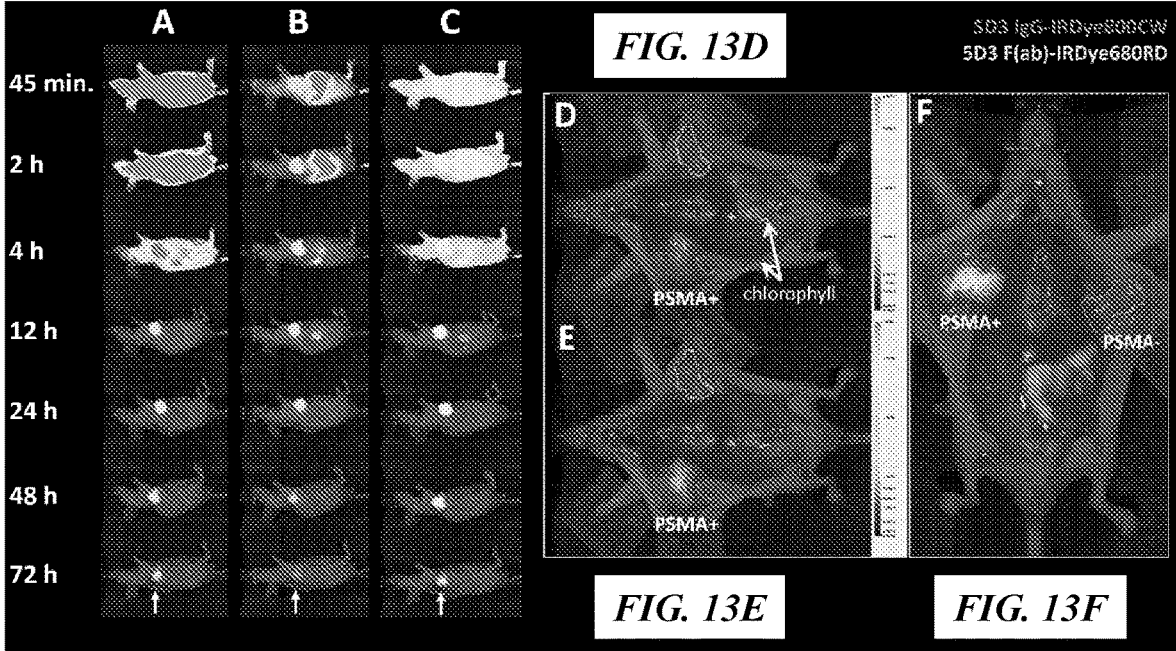 A B C
FIG. 13D
5D3 IgG-IRDye800CW
5D3 F(ab)-IRDye680RD
45 min.
2 h
4 h
12 h
24 h
48 h
72 h
D
chlorophyll
PSMA+
E
PSMA+
F
PSMA+
PSMA-
FIG. 13E
FIG. 13F